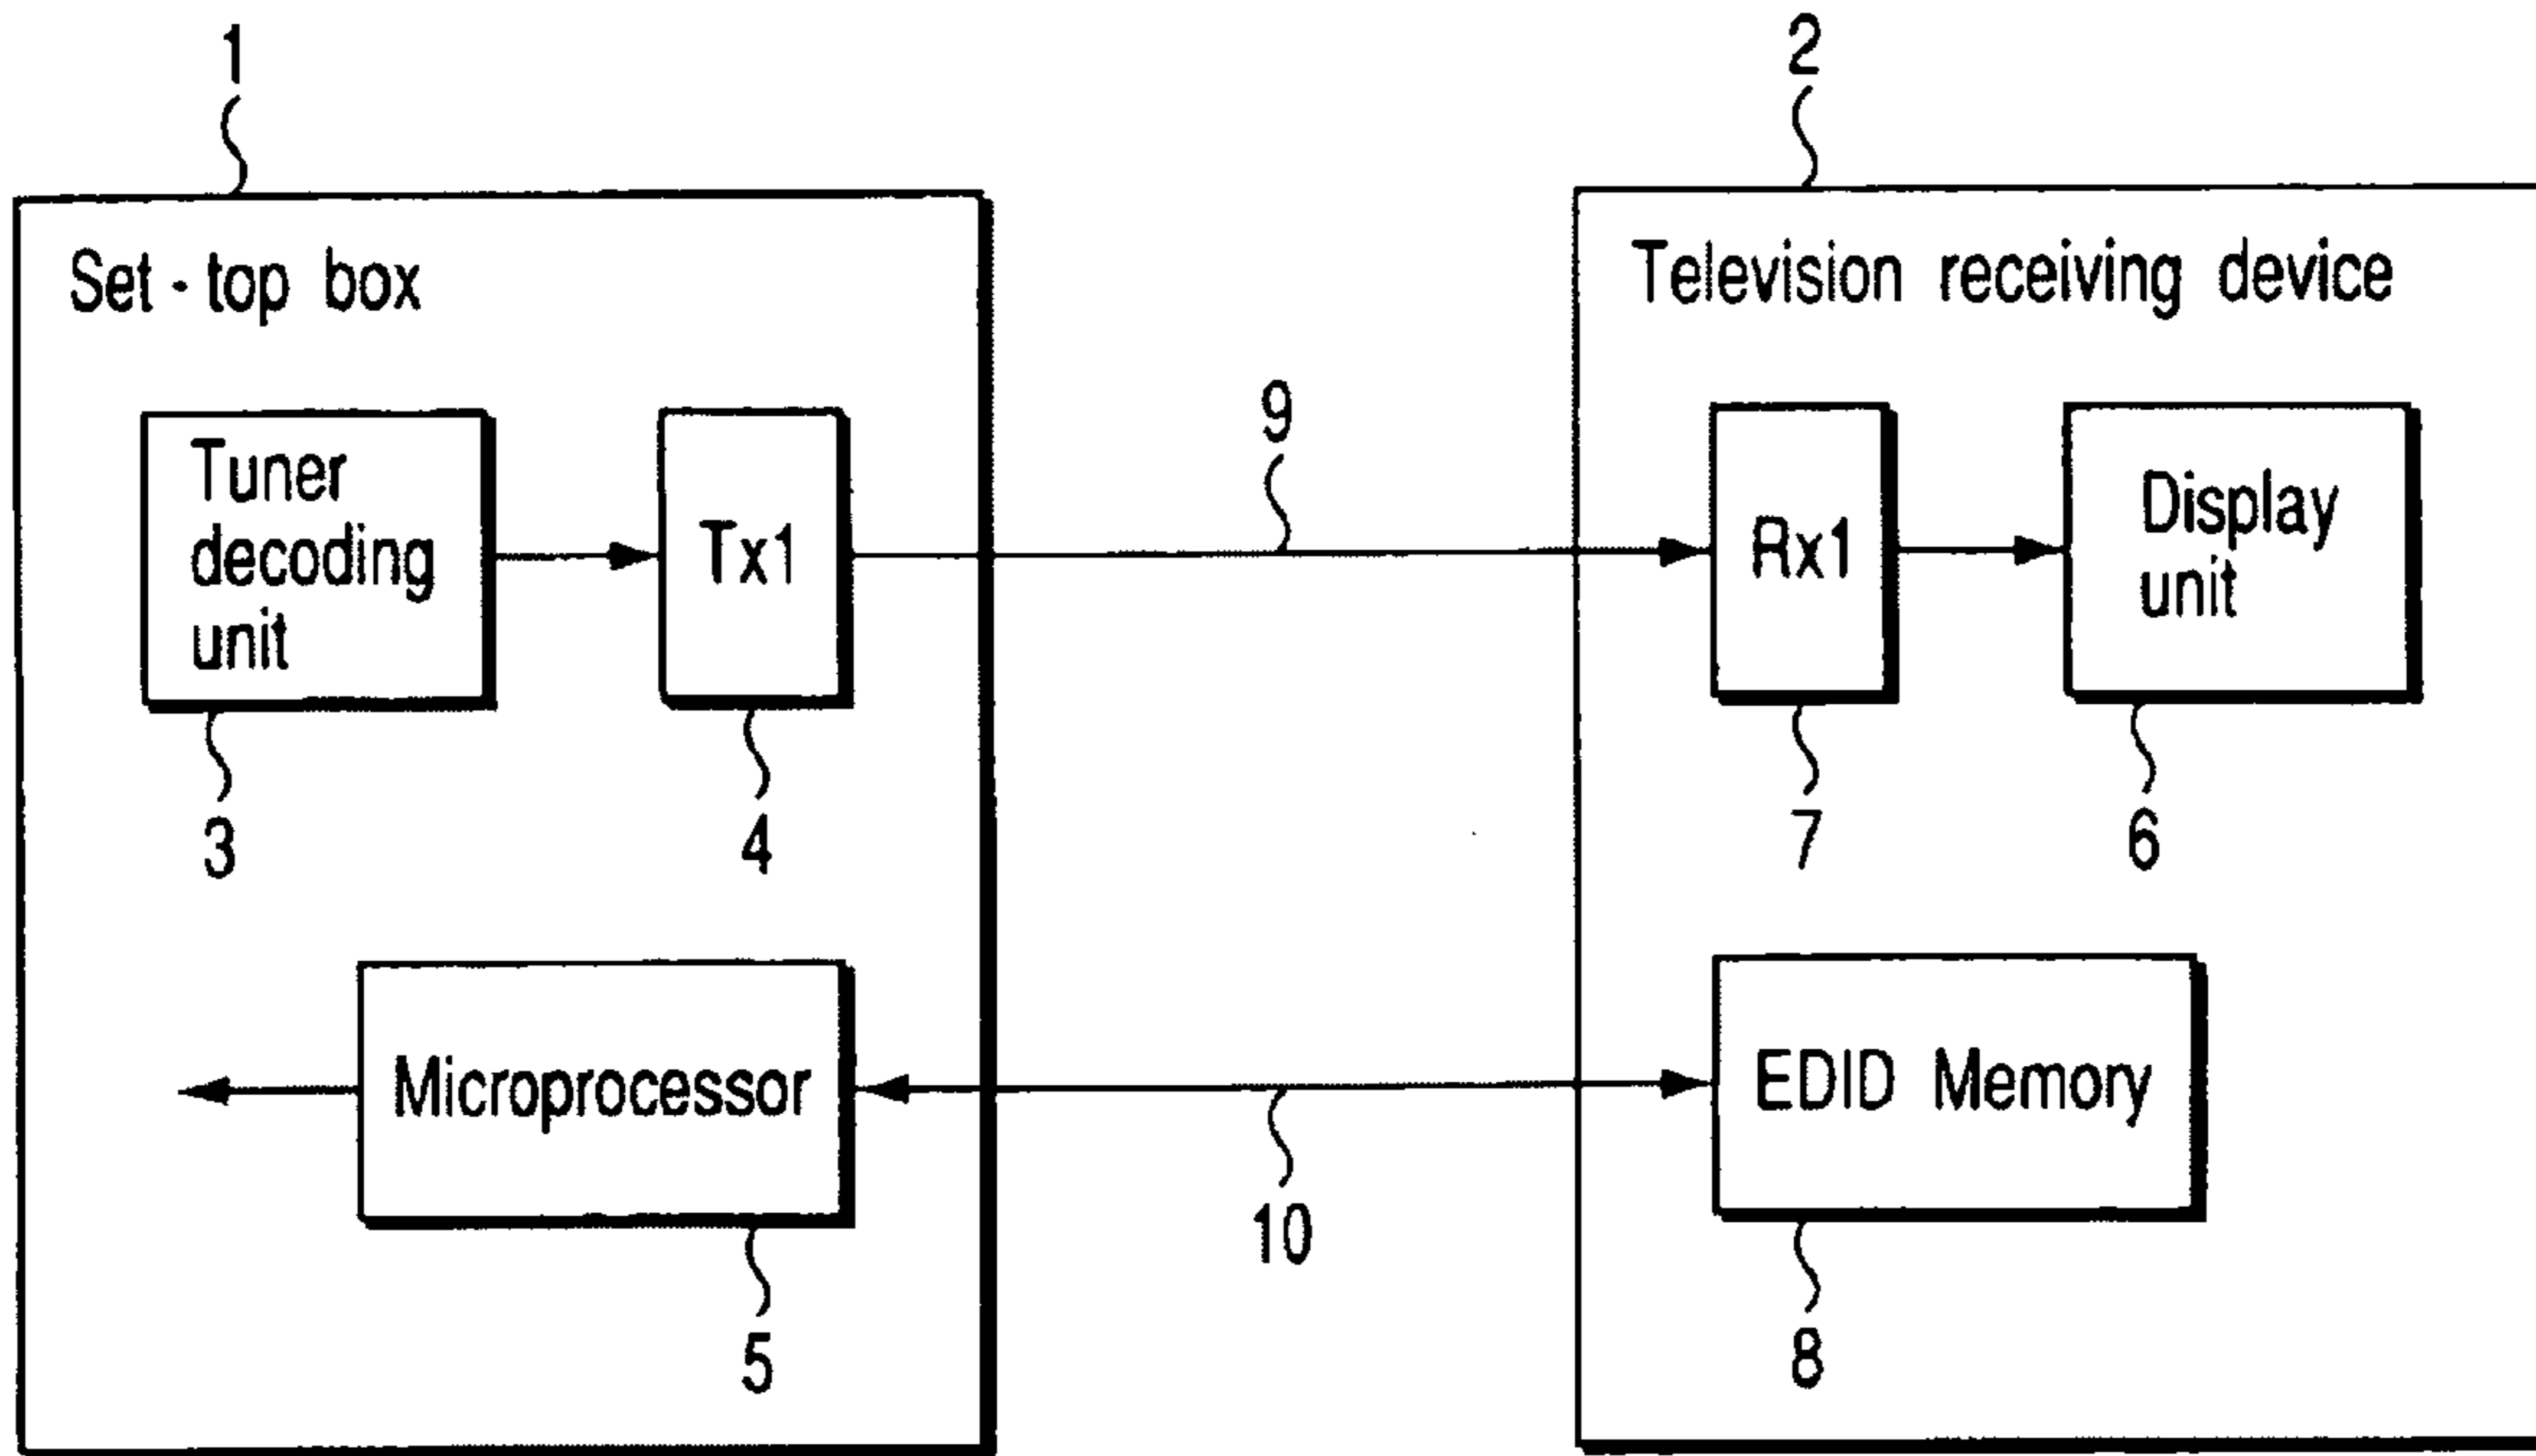 1
2
Set - top box
Television receiving device
Tuner
decoding
unit
Tx1
9
Rx1
Display
unit
3
4
7
6
Microprocessor
EDID Memory
10
5
8